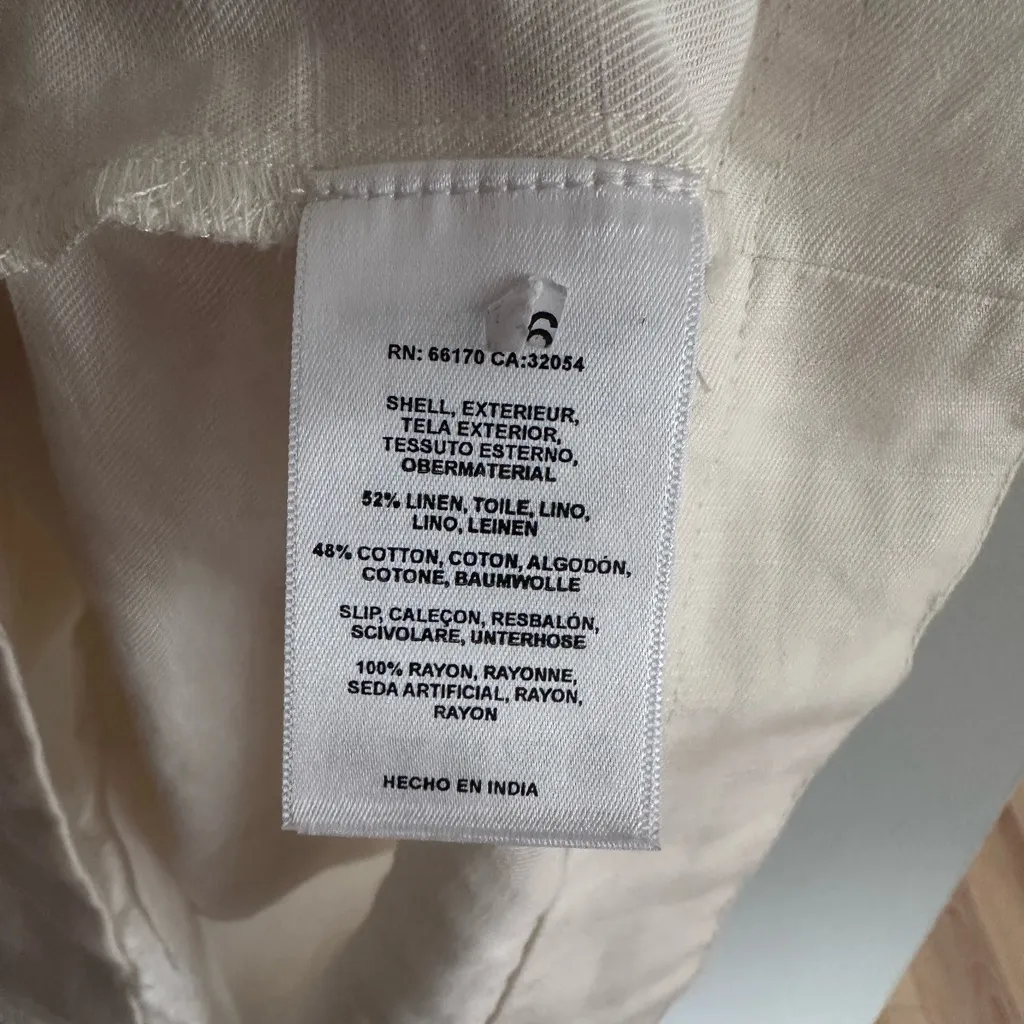 RN: 66170 CA:32054
SHELL, EXTERIEUR,
TELA EXTERIOR,
TESSUTO ESTERNO,
OBERMATERIAL
52% LINEN, TOILE, LINO,
LINO, LEINEN
48% COTTON, COTON, ALGODÓN,
COTONE, BAUMWOLLE
SLIP, CALEÇON, RESBALÓN,
SCIVOLARE, UNTERHOSE
100% RAYON, RAYONNE,
SEDA ARTIFICIAL, RAYON,
RAYON
HECHO EN INDIA